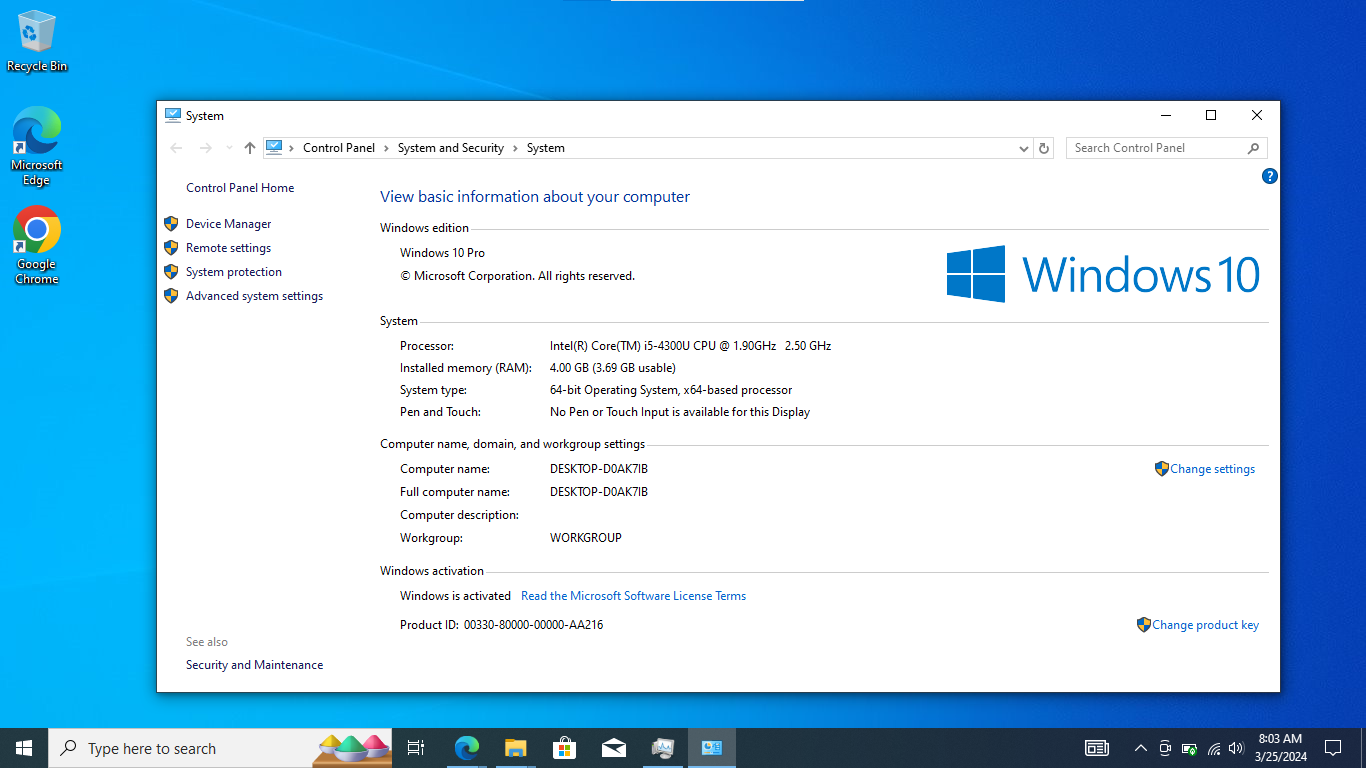 Recycle Bin
Microsoft
Edge
Google
Chrome
System
Control Panel
System and Security
System
Search Control Panel
?
Control Panel Home
Device Manager
Remote settings
System protection
Advanced system settings
See also
Security and Maintenance
View basic information about your computer
Windows edition
Windows 10 Pro
© Microsoft Corporation. All rights reserved.
Windows 10
System
Processor: Intel(R) Core(TM) i5-4300U CPU @ 1.90GHz 2.50 GHz
Installed memory (RAM): 4.00 GB (3.69 GB usable)
System type: 64-bit Operating System, x64-based processor
Pen and Touch: No Pen or Touch Input is available for this Display
Computer name, domain, and workgroup settings
Computer name: DESKTOP-D0AK7IB Change settings
Full computer name: DESKTOP-D0AK7IB
Computer description:
Workgroup: WORKGROUP
Windows activation
Windows is activated Read the Microsoft Software License Terms
Product ID: 00330-80000-00000-AA216 Change product key
Type here to search
8:03 AM
3/25/2024